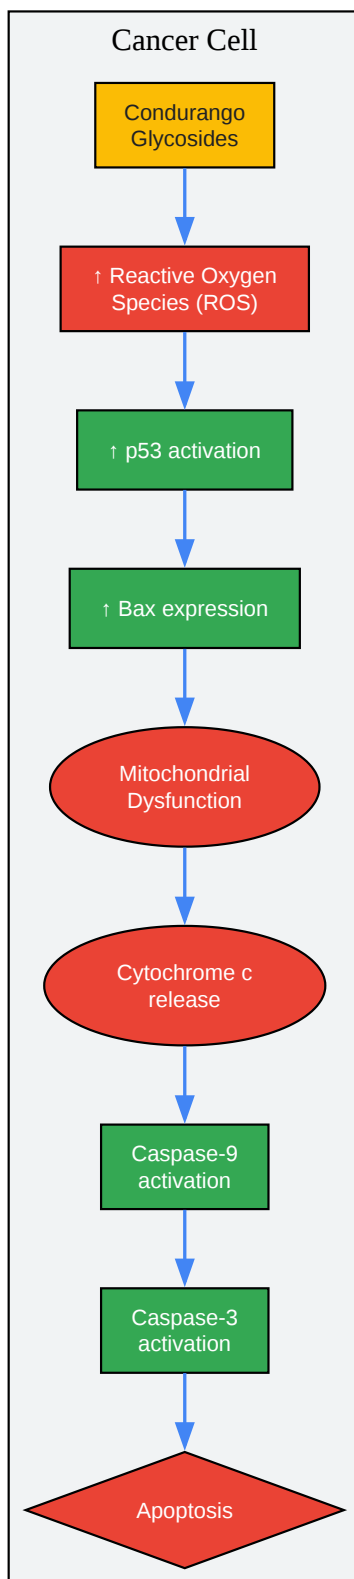 Cancer Cell
Condurango
Glycosides
↑ Reactive Oxygen
Species (ROS)
↑ p53 activation
↑ Bax expression
Mitochondrial
Dysfunction
Cytochrome c
release
Caspase-9
activation
Caspase-3
activation
Apoptosis